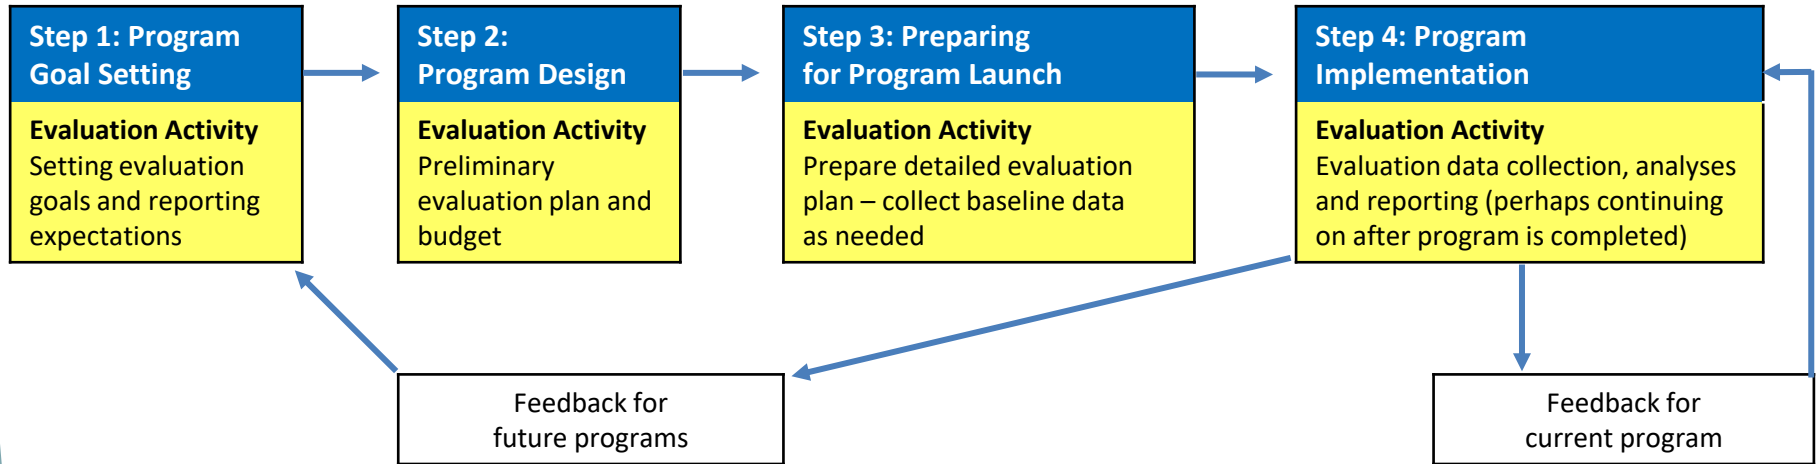 Step 1: Program
Goal Setting
Evaluation Activity
Setting evaluation
goals and reporting
expectations
Step 2:
Program Design
Evaluation Activity
Preliminary
evaluation plan and
budget
Step 3: Preparing
for Program Launch
Evaluation Activity
Prepare detailed evaluation
plan – collect baseline data
as needed
Step 4: Program
Implementation
Evaluation Activity
Evaluation data collection, analyses
and reporting (perhaps continuing
on after program is completed)
Feedback for
future programs
Feedback for
current program